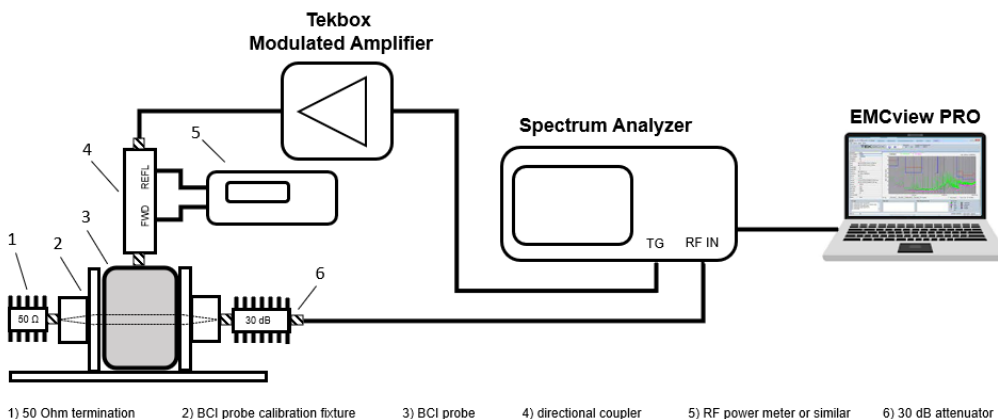 Tekbox
Modulated Amplifier
Spectrum Analyzer
EMCview PRO
4
5
REFL
FWD
3
1
2
6
TG
RF IN
50 Ω
30 dB
1) 50 Ohm termination
2) BCI probe calibration fixture
3) BCI probe
4) directional coupler
5) RF power meter or similar
6) 30 dB attenuator